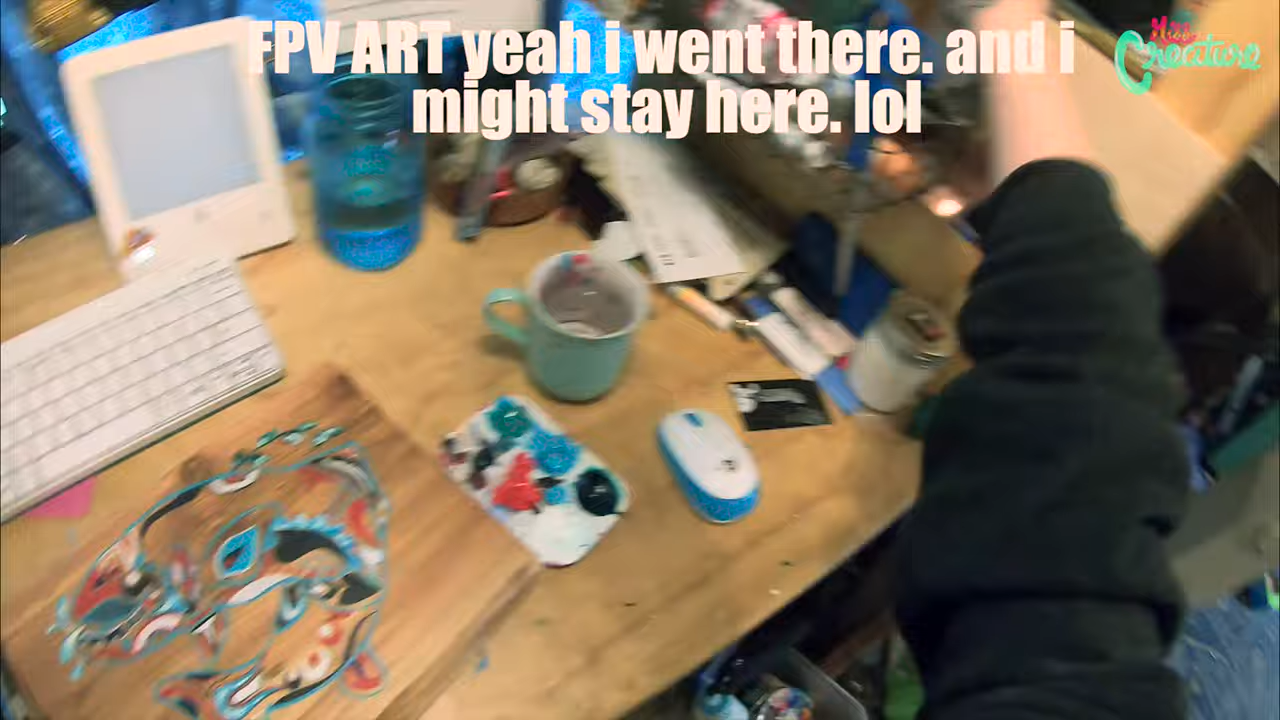 FPV ART yeah i went there. and i
might stay here. lol
Miss
Creature